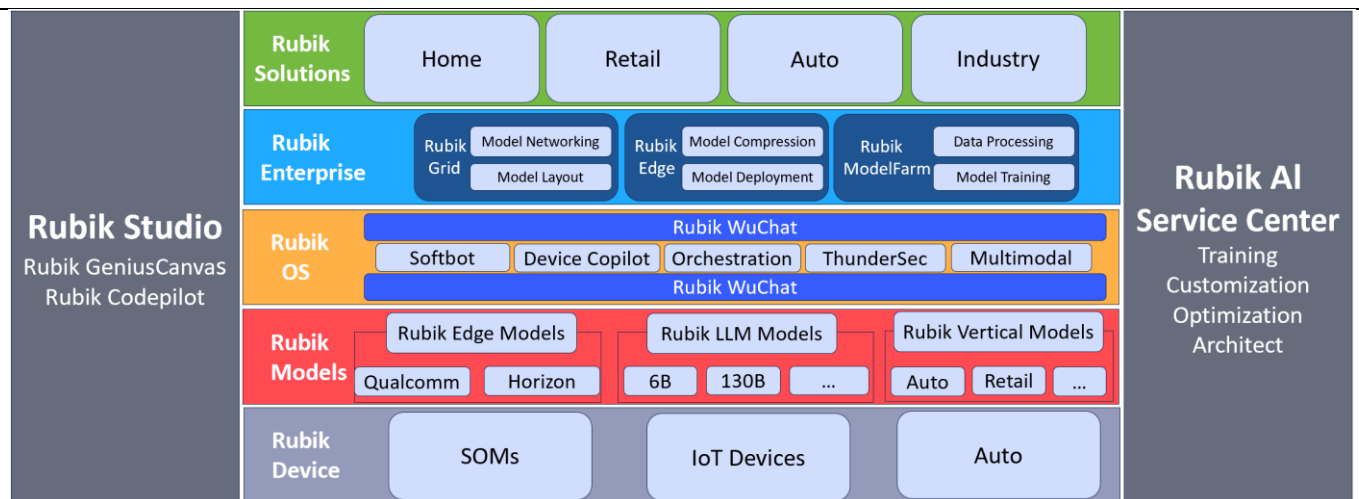 Rubik Studio
Rubik GeniusCanvas
Rubik Codepilot
Rubik
Solutions
Home
Retail
Auto
Industry
Rubik
Enterprise
Rubik
Grid
Model Networking
Model Layout
Rubik
Edge
Model Compression
Model Deployment
Rubik
ModelFarm
Data Processing
Model Training
Rubik
OS
Rubik WuChat
Softbot
Device Copilot
Orchestration
ThunderSec
Multimodal
Rubik WuChat
Rubik
Models
Rubik Edge Models
Qualcomm
Horizon
Rubik LLM Models
6B
130B
...
Rubik Vertical Models
Auto
Retail
...
Rubik
Device
SOMs
IoT Devices
Auto
Rubik Al
Service Center
Training
Customization
Optimization
Architect